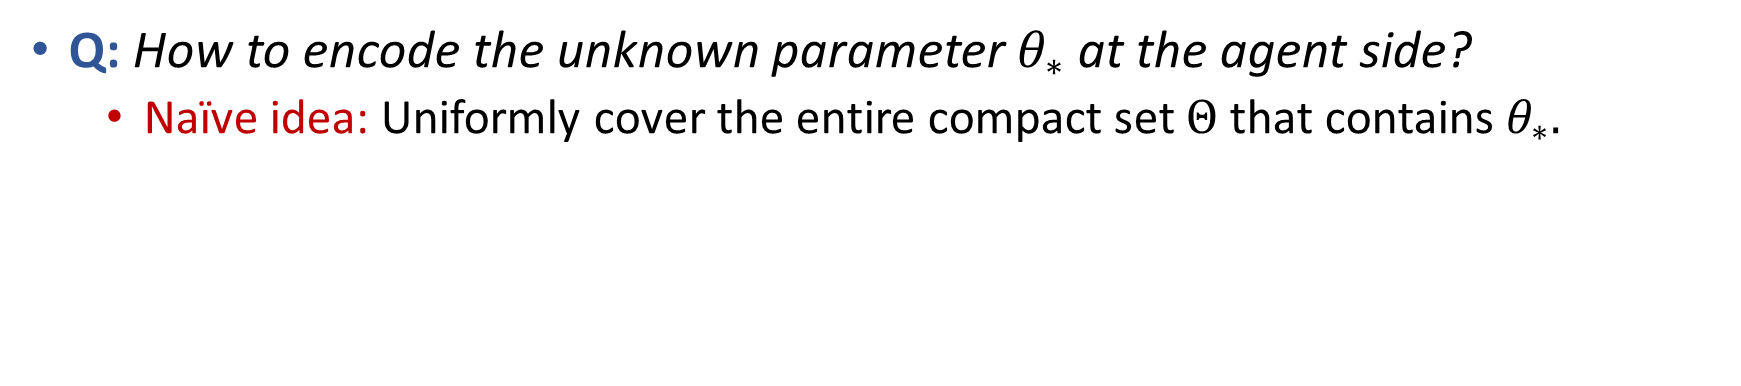 • Q: How to encode the unknown parameter θ∗ at the agent side?
• Naïve idea: Uniformly cover the entire compact set Θ that contains θ∗.